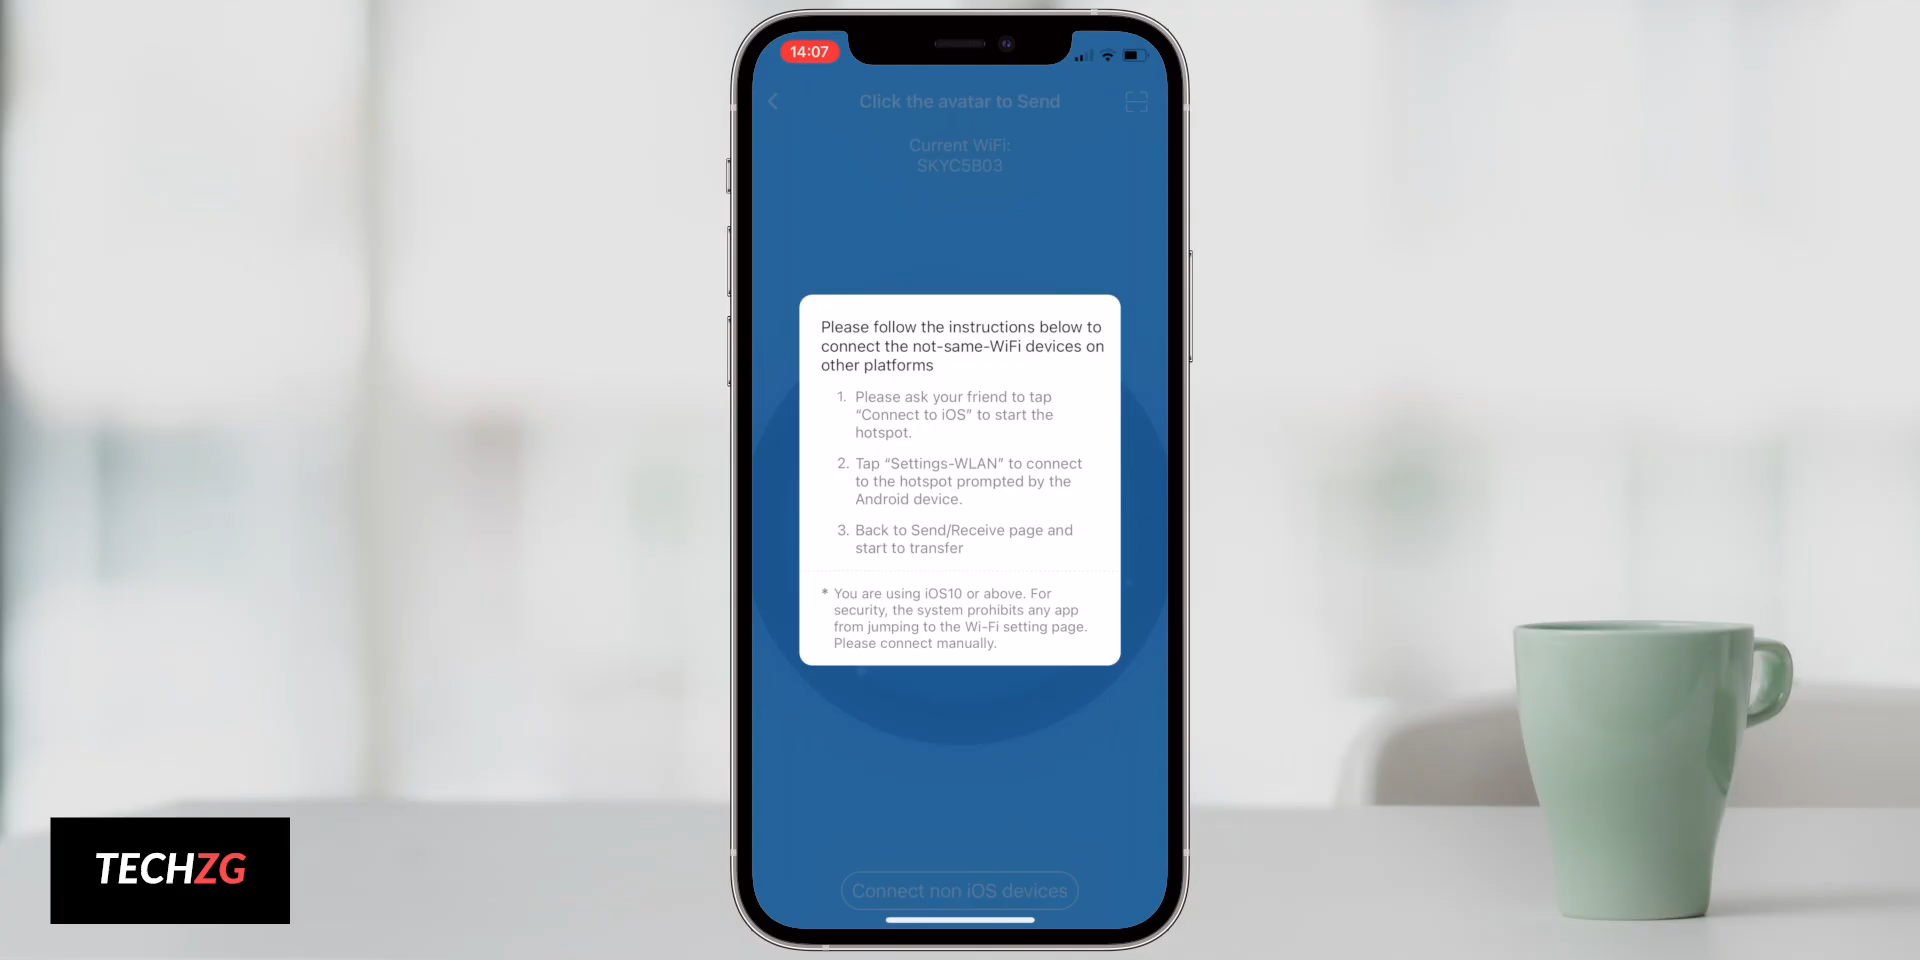 14:07
Click the avatar to Send
Current WiFi:
SKYC5B03
Please follow the instructions below to
connect the not-same-WiFi devices on
other platforms
1. Please ask your friend to tap
“Connect to iOS” to start the
hotspot.
2. Tap “Settings-WLAN” to connect
to the hotspot prompted by the
Android device.
3. Back to Send/Receive page and
start to transfer
* You are using iOS10 or above. For
security, the system prohibits any app
from jumping to the Wi-Fi setting page.
Please connect manually.
Connect non iOS devices
TECHZG